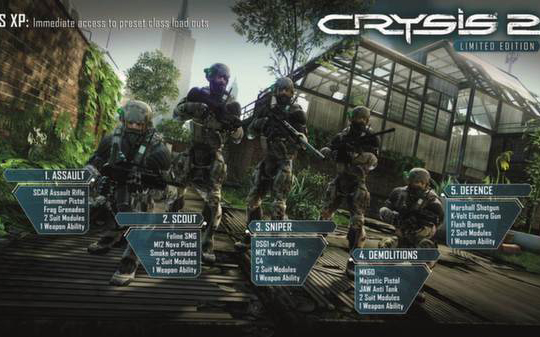 S XP: Immediate access to preset class load outs
CRYSIS 2
LIMITED EDITION
1. ASSAULT
SCAR Assault Rifle
Hammer Pistol
Frag Grenades
2 Suit Modules
1 Weapon Ability
2. SCOUT
Feline SMG
M12 Nova Pistol
Smoke Grenades
2 Suit Modules
1 Weapon Ability
3. SNIPER
DSG1 w/Scope
M12 Nova Pistol
C4
2 Suit Modules
1 Weapon Ability
4. DEMOLITIONS
MK60
Majestic Pistol
JAW Anti Tank
2 Suit Modules
1 Weapon Ability
5. DEFENCE
Marshall Shotgun
K-Volt Electro Gun
Flash Bangs
2 Suit Modules
1 Weapon Ability